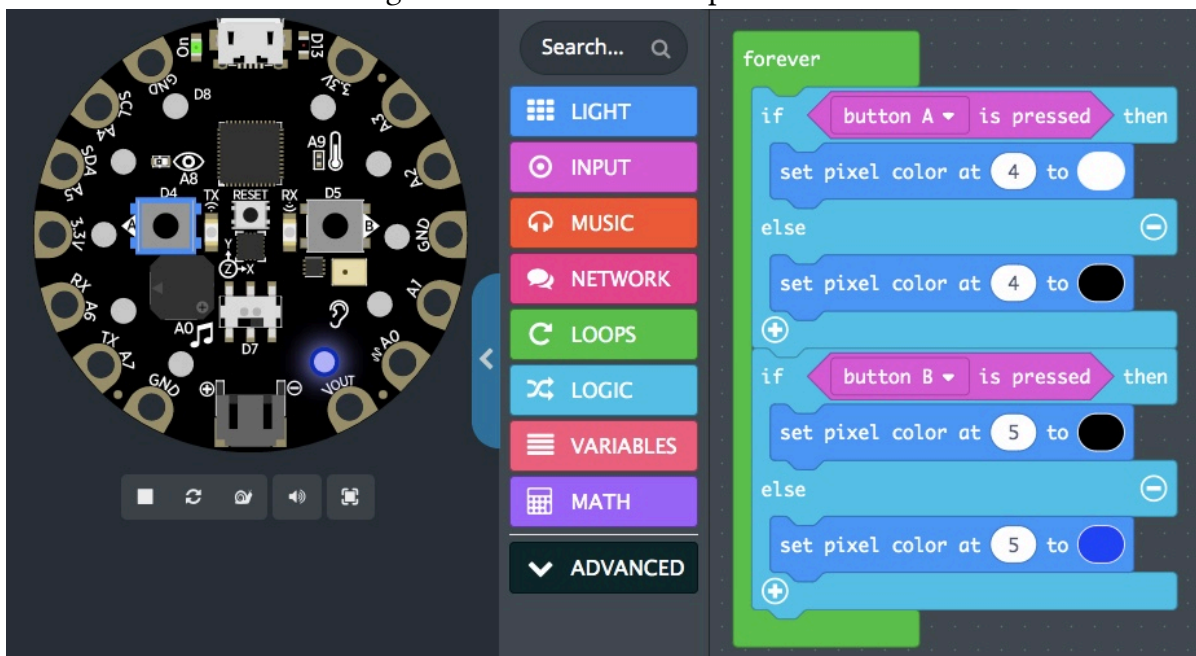 On
D13
GND
3.3V
D8
SCL
A4
A3
A9
SDA
A5
A8
A2
D4
TX
RESET
RX
D5
A
B
3.3V
GND
Y
Z
X
RX
A6
A1
A0
TX
A7
D7
A0
GND
VOUT
Search...
LIGHT
INPUT
MUSIC
NETWORK
LOOPS
LOGIC
VARIABLES
MATH
ADVANCED
forever
if button A is pressed then
set pixel color at 4 to
else
set pixel color at 4 to
if button B is pressed then
set pixel color at 5 to
else
set pixel color at 5 to